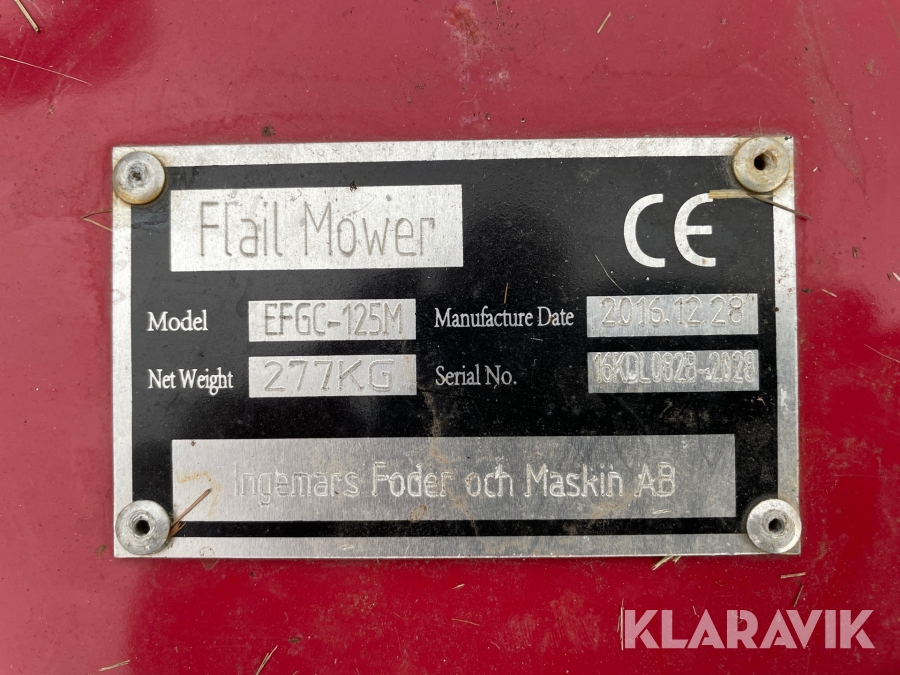 Flail Mower
CE
Model EFGC-125M Manufacture Date 2016.12.28
Net Weight 277KG Serial No. 16KQL0828-2028
Ingemars Foder och Maskin AB
KLARAVIK